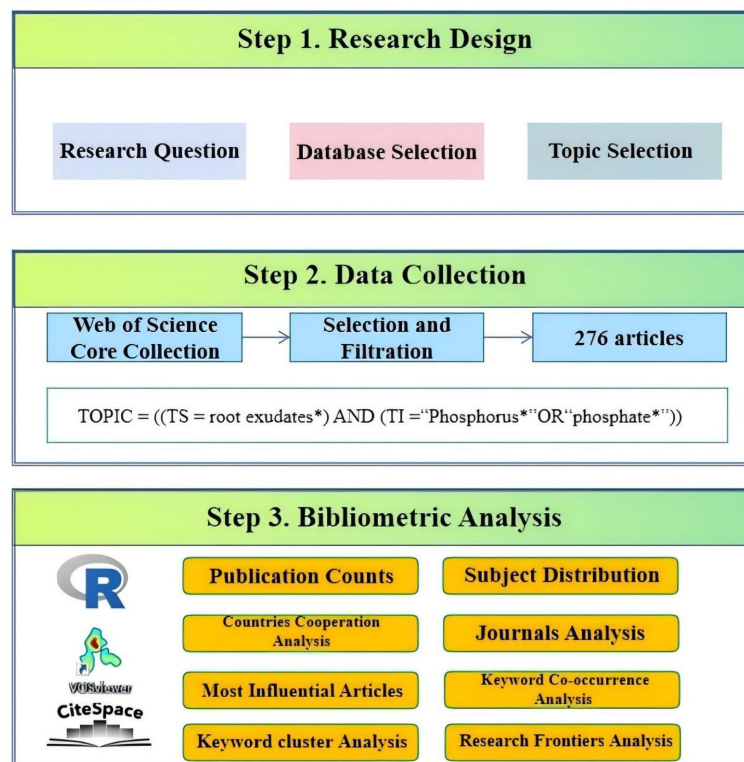 Step 1. Research Design
Research Question
Database Selection
Topic Selection
Step 2. Data Collection
Web of Science
Core Collection
Selection and
Filtration
276 articles
TOPIC = ((TS = root exudates*) AND (TI =“Phosphorus*”OR“phosphate*”))
Step 3. Bibliometric Analysis
R
Publication Counts
Subject Distribution
VOSviewer
Countries Cooperation
Analysis
Journals Analysis
CiteSpace
Most Influential Articles
Keyword Co-occurrence
Analysis
Keyword cluster Analysis
Research Frontiers Analysis